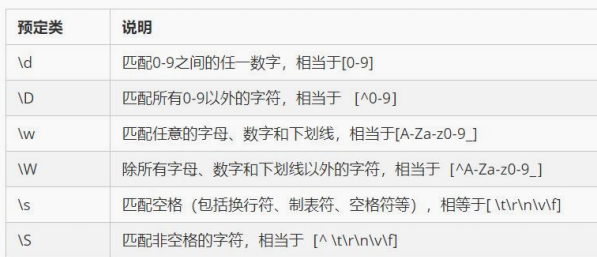 预定类 说明
\d 匹配0-9之间的任一数字，相当于[0-9]
\D 匹配所有0-9以外的字符，相当于 [^0-9]
\w 匹配任意的字母、数字和下划线，相当于[A-Za-z0-9_]
\W 除所有字母、数字和下划线以外的字符，相当于 [^A-Za-z0-9_]
\s 匹配空格（包括换行符、制表符、空格符等），相等于[ \t\r\n\v\f]
\S 匹配非空格的字符，相当于 [^ \t\r\n\v\f]